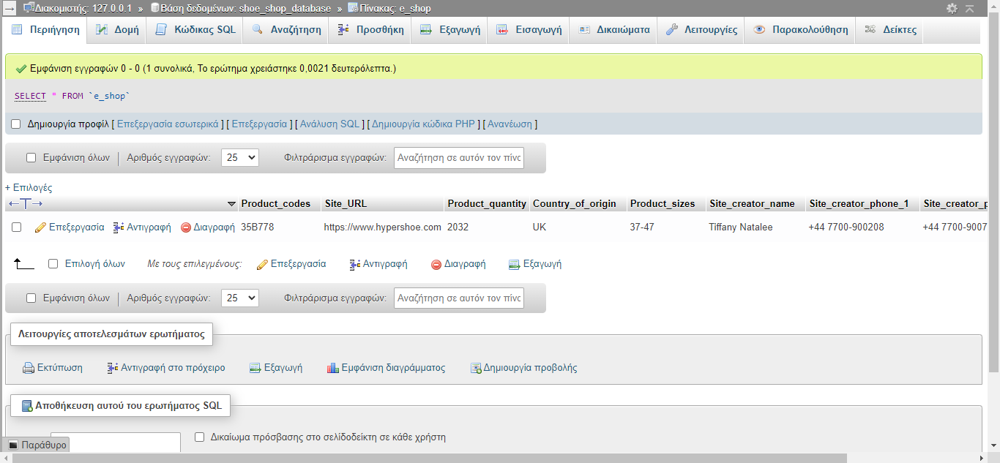 Διακομιστής: 127.0.0.1 » Βάση δεδομένων: shoe_shop_database » Πίνακας: e_shop
Περιήγηση Δομή Κώδικας SQL Αναζήτηση Προσθήκη Εξαγωγή Εισαγωγή Δικαιώματα Λειτουργίες Παρακολούθηση Δείκτες
Εμφάνιση εγγραφών 0 - 0 (1 συνολικά, Το ερώτημα χρειάστηκε 0,0021 δευτερόλεπτα.)
SELECT * FROM `e_shop`
Δημιουργία προφίλ [ Επεξεργασία εσωτερικά ] [ Επεξεργασία ] [ Ανάλυση SQL ] [ Δημιουργία κώδικα PHP ] [ Ανανέωση ]
Εμφάνιση όλων Αριθμός εγγραφών: 25 Φιλτράρισμα εγγραφών: Αναζήτηση σε αυτόν τον πίνα
+ Επιλογές
←T→ Product_codes Site_URL Product_quantity Country_of_origin Product_sizes Site_creator_name Site_creator_phone_1 Site_creator_p
Επεξεργασία Αντιγραφή Διαγραφή 35B778 https://www.hypershoe.com 2032 UK 37-47 Tiffany Natalee +44 7700-900208 +44 7700-9007
Επιλογή όλων Με τους επιλεγμένους: Επεξεργασία Αντιγραφή Διαγραφή Εξαγωγή
Εμφάνιση όλων Αριθμός εγγραφών: 25 Φιλτράρισμα εγγραφών: Αναζήτηση σε αυτόν τον πίνα
Λειτουργίες αποτελεσμάτων ερωτήματος
Εκτύπωση Αντιγραφή στο πρόχειρο Εξαγωγή Εμφάνιση διαγράμματος Δημιουργία προβολής
Αποθήκευση αυτού του ερωτήματος SQL
Δικαίωμα πρόσβασης στο σελίδοδείκτη σε κάθε χρήστη
Παράθυρο